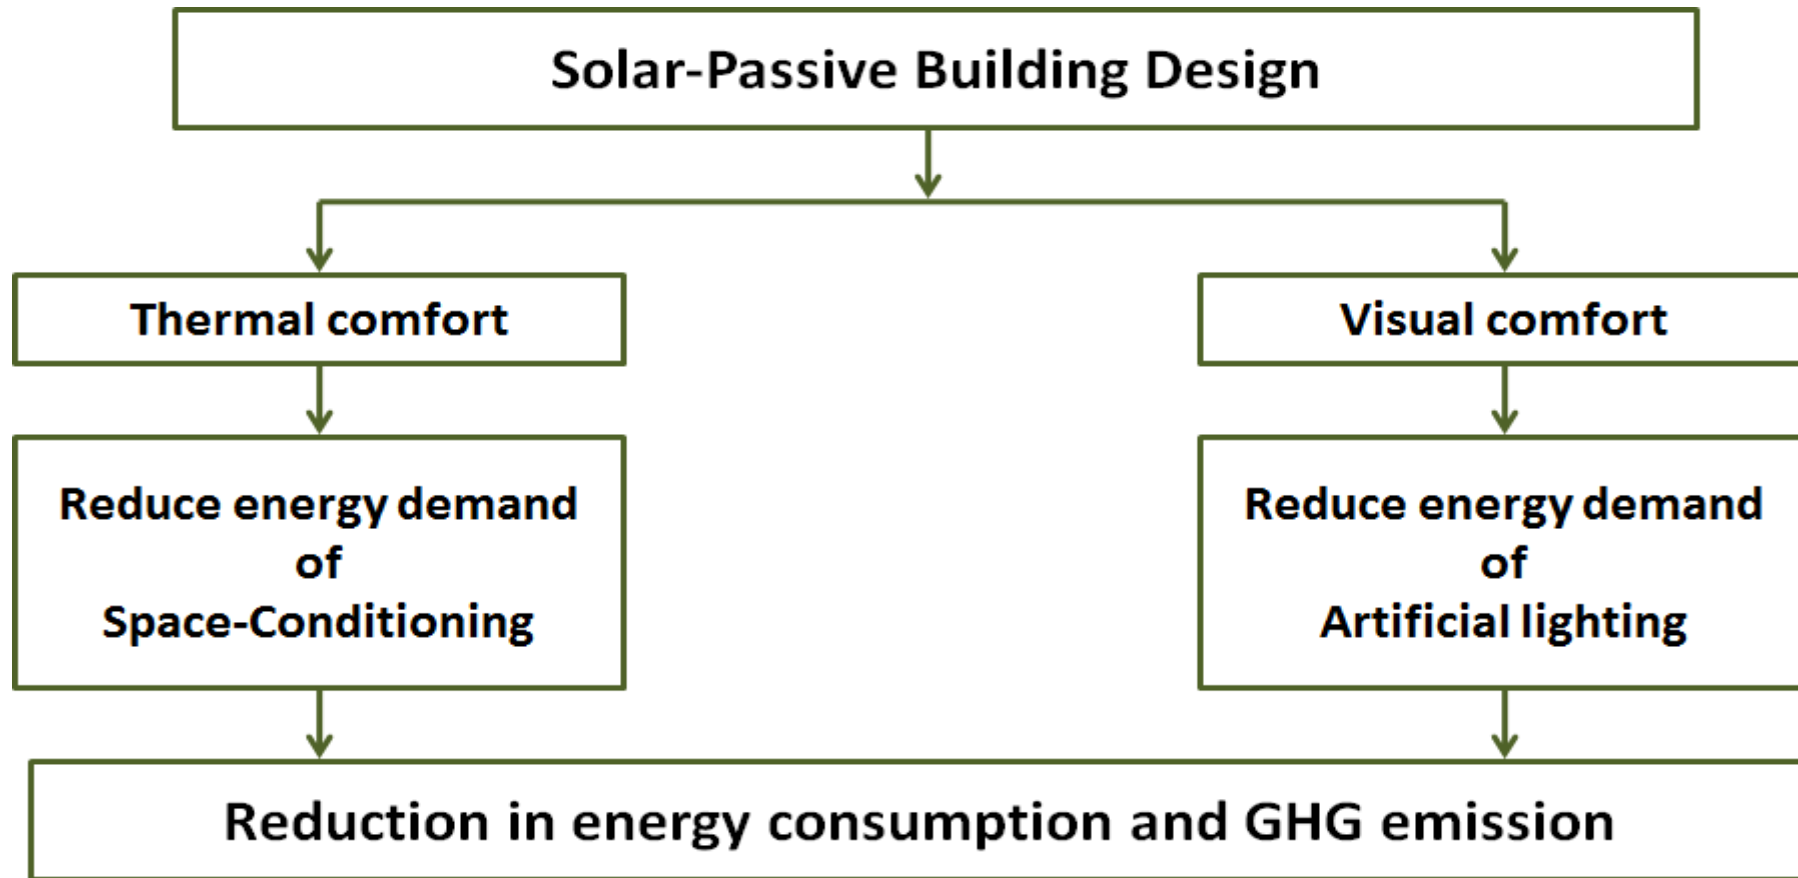 Solar-Passive Building Design
Thermal comfort
Visual comfort
Reduce energy demand
of
Space-Conditioning
Reduce energy demand
of
Artificial lighting
Reduction in energy consumption and GHG emission